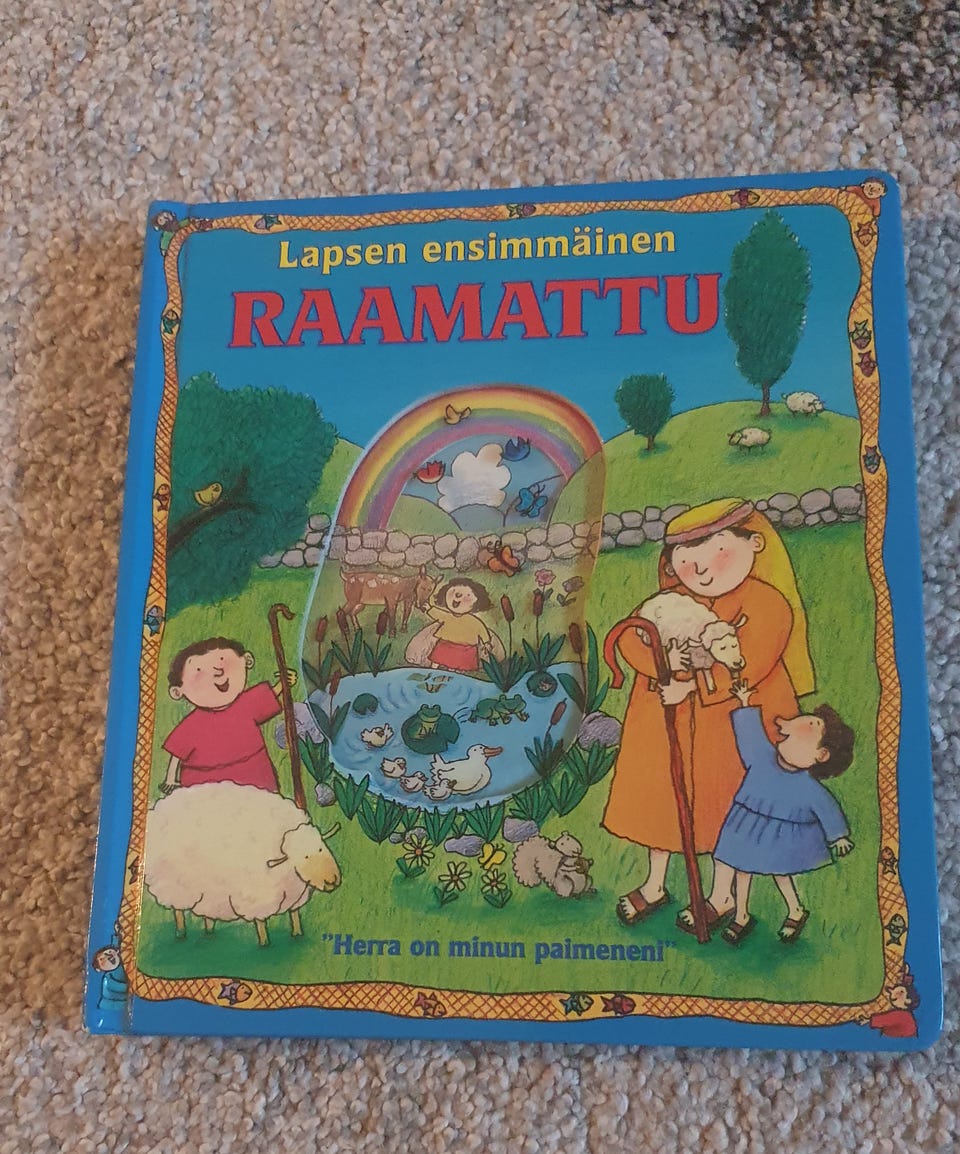 Lapsen ensimmäinen
RAAMATTU
"Herra on minun paimeneni"